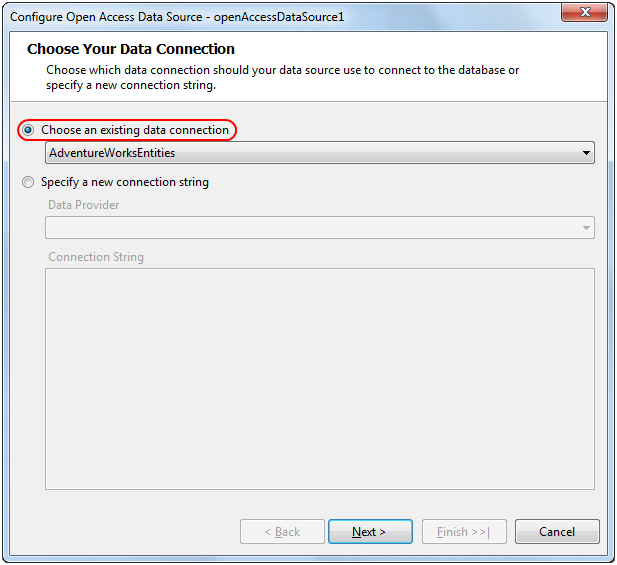 Configure Open Access Data Source - openAccessDataSource1
Choose Your Data Connection
Choose which data connection should your data source use to connect to the database or
specify a new connection string.
Choose an existing data connection
AdventureWorksEntities
Specify a new connection string
Data Provider
Connection String
< Back
Next >
Finish >>|
Cancel